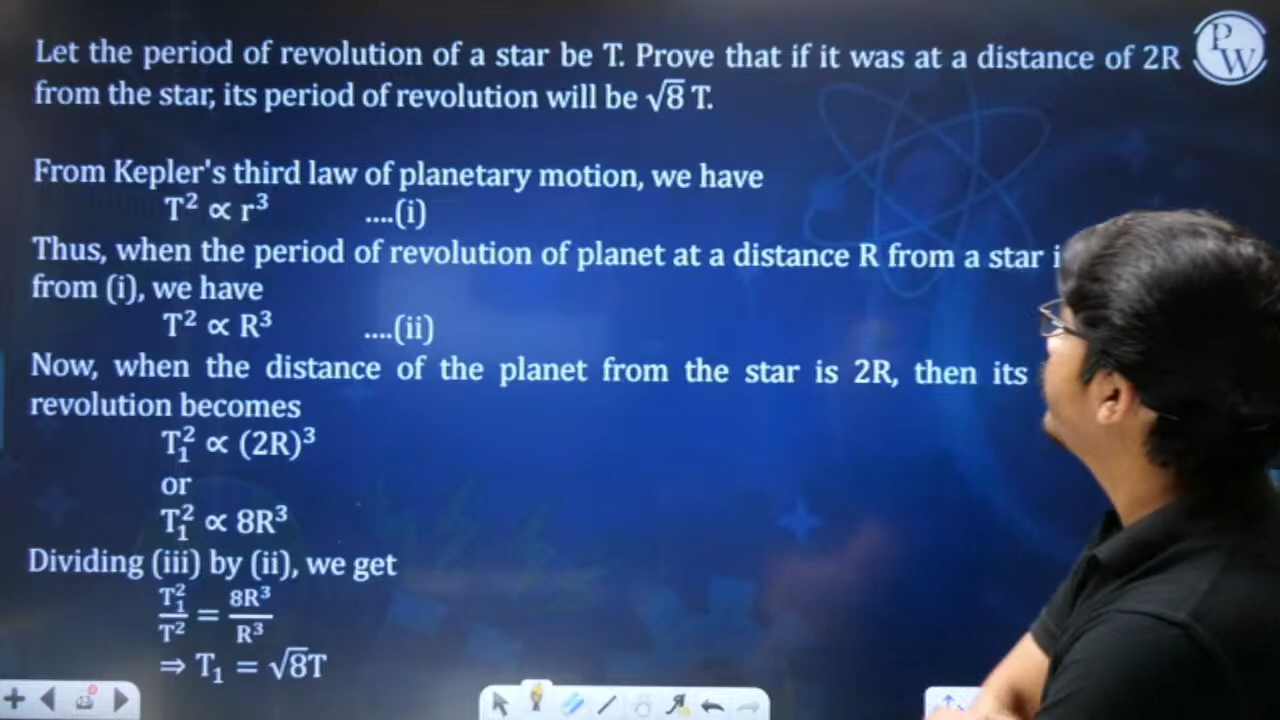 Let the period of revolution of a star be T. Prove that if it was at a distance of 2R
from the star, its period of revolution will be √8 T.
PW
From Kepler's third law of planetary motion, we have
T² ∝ r³ ....(i)
Thus, when the period of revolution of planet at a distance R from a star
from (i), we have
T² ∝ R³ ....(ii)
Now, when the distance of the planet from the star is 2R, then its
revolution becomes
T₁² ∝ (2R)³
or
T₁² ∝ 8R³
Dividing (iii) by (ii), we get
T₁²/T² = 8R³/R³
⇒ T₁ = √8T